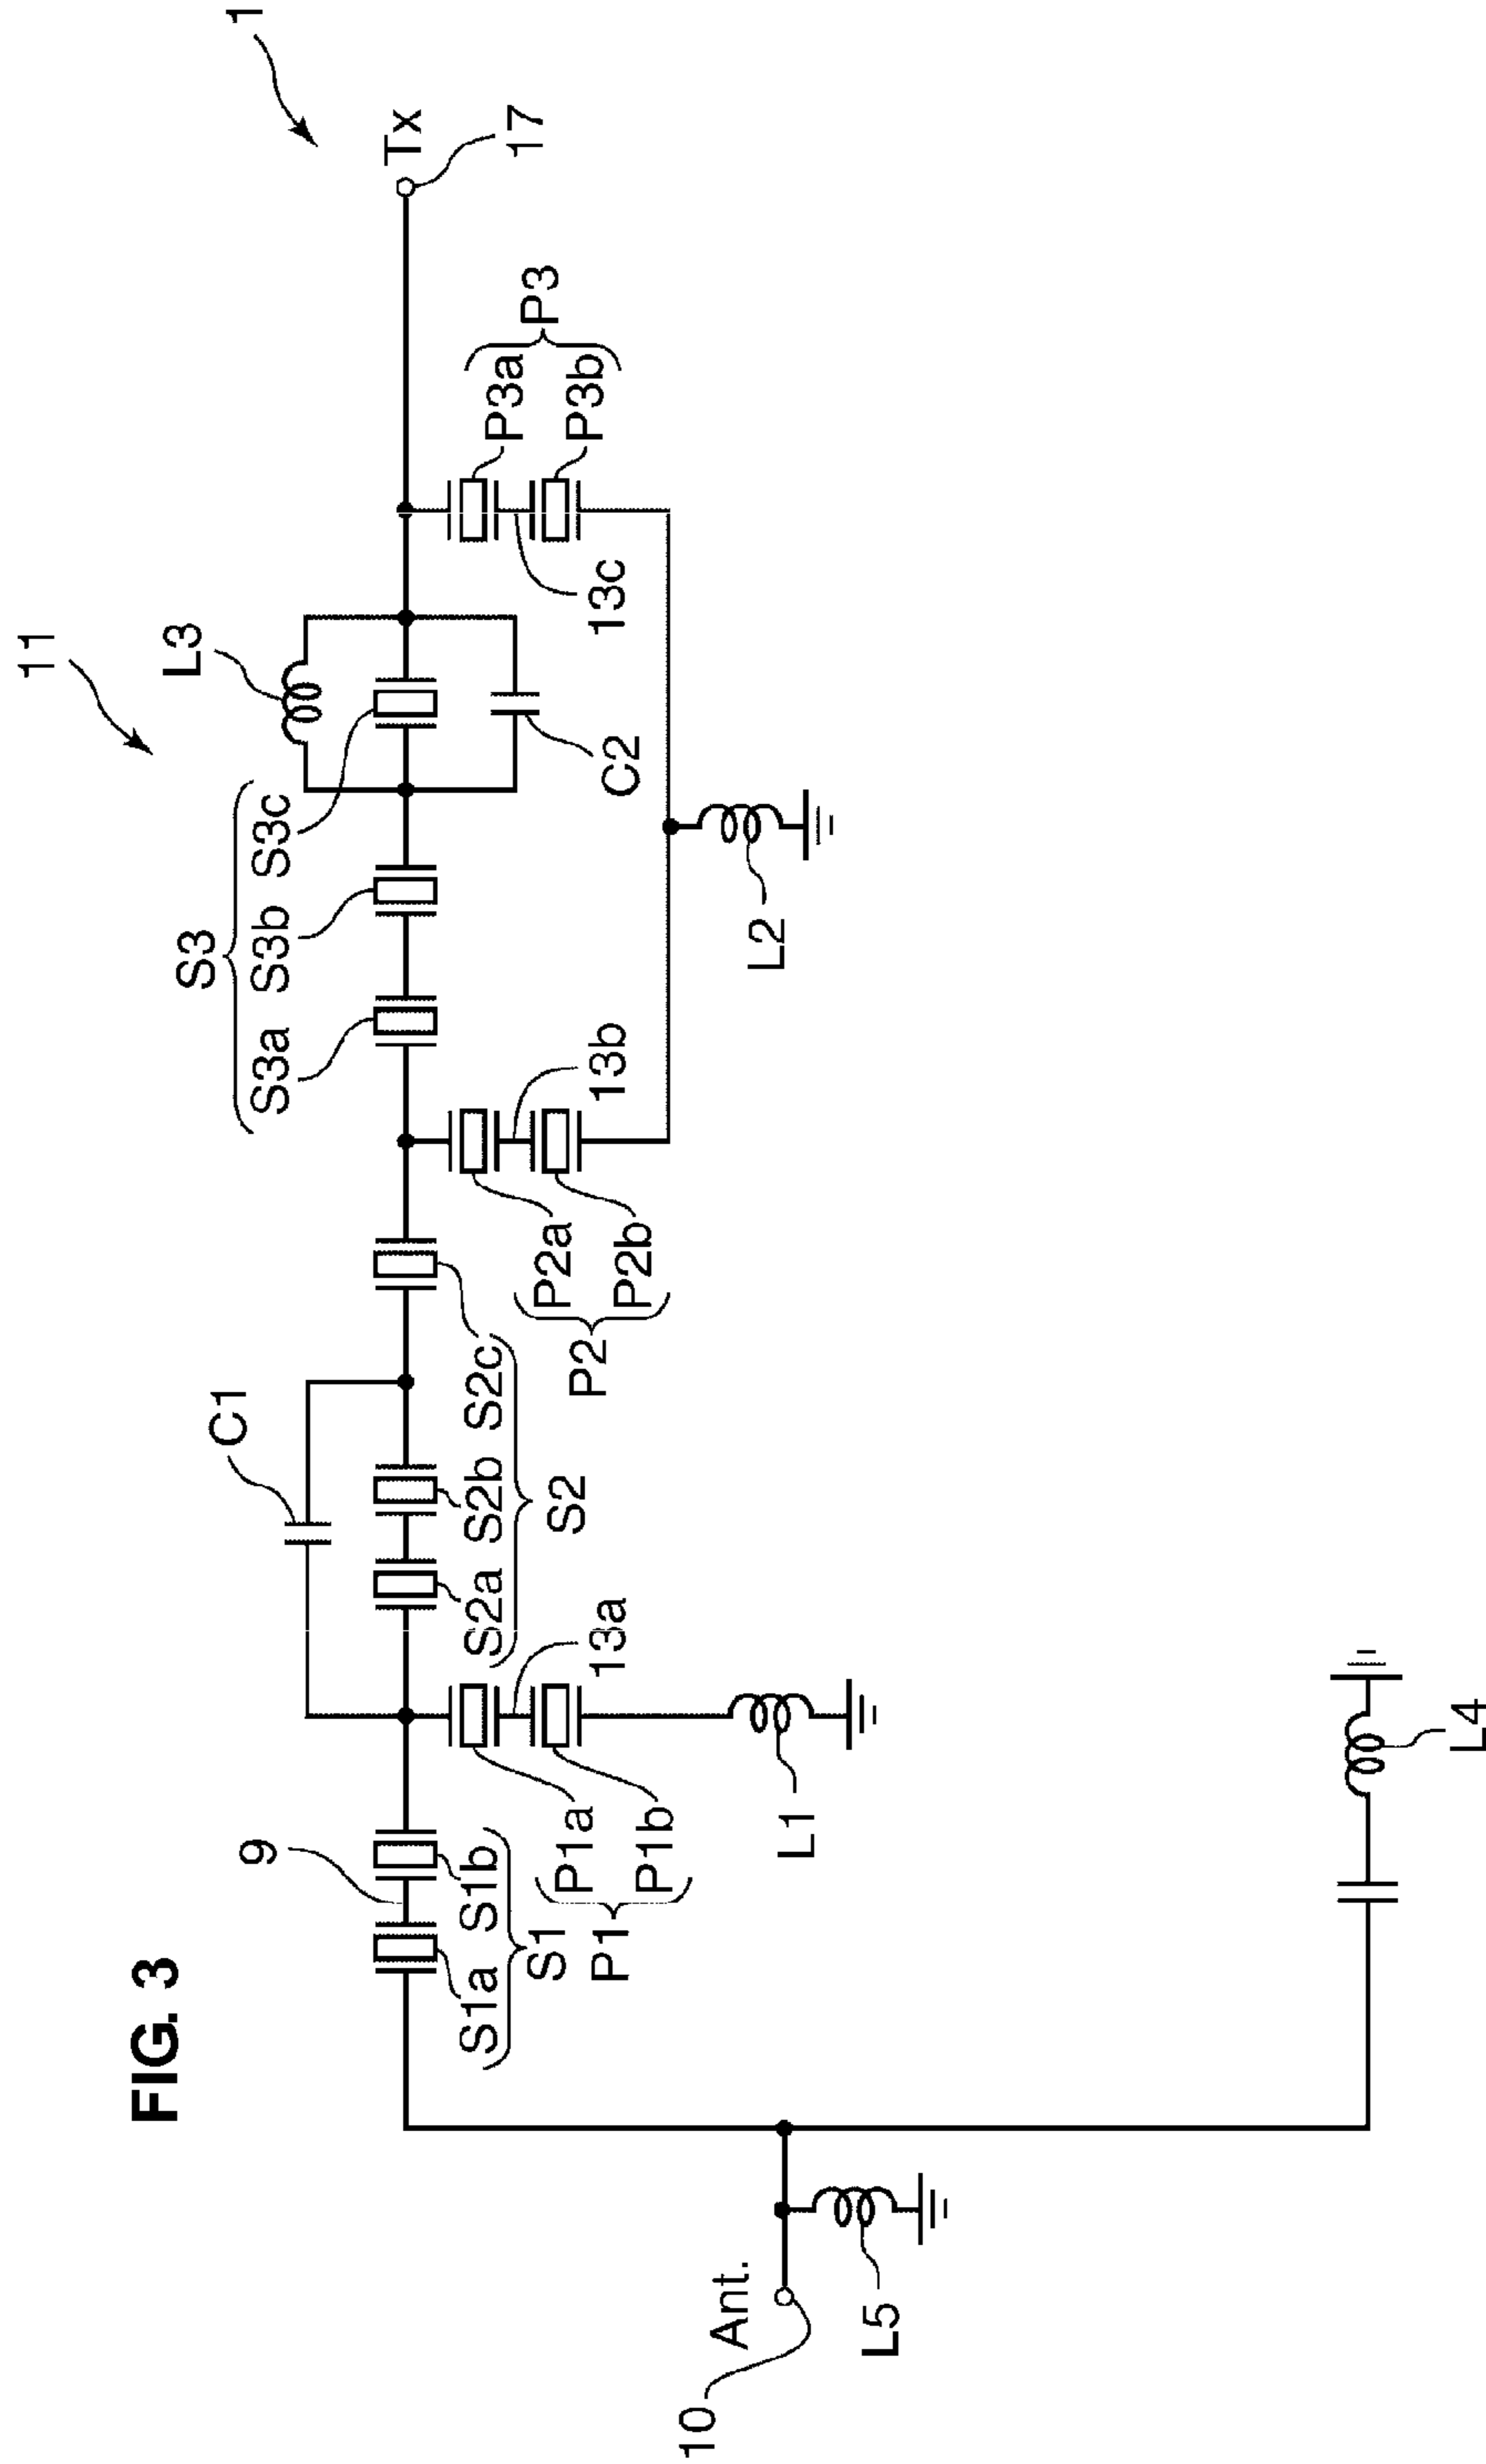 FIG. 3
1
11
Tx
17
L3
S3
S3a
S3b
S3c
C2
P3a
P3b
P3
13c
C1
9
S1a
S1b
S1
S2a
S2b
S2c
S2
P1a
P1b
P1
13a
P2a
P2b
P2
13b
L1
L2
Ant.
10
L5
L4